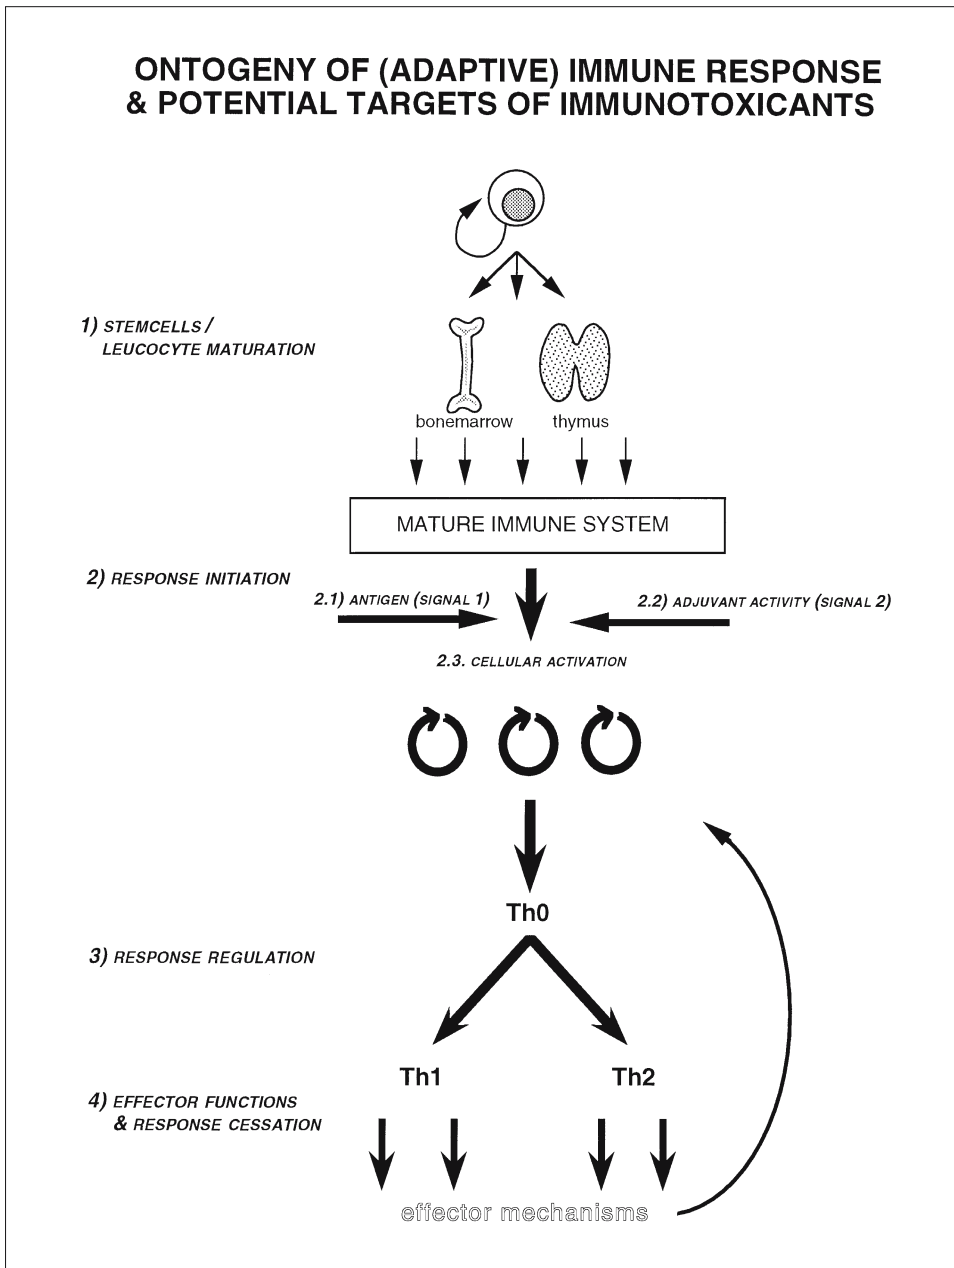 ONTOGENY OF (ADAPTIVE) IMMUNE RESPONSE
& POTENTIAL TARGETS OF IMMUNOTOXICANTS
1) STEMCELLS /
LEUCOCYTE MATURATION
bonemarrow
thymus
MATURE IMMUNE SYSTEM
2) RESPONSE INITIATION
2.1) ANTIGEN (SIGNAL 1)
2.2) ADJUVANT ACTIVITY (SIGNAL 2)
2.3. CELLULAR ACTIVATION
Th0
3) RESPONSE REGULATION
Th1
Th2
4) EFFECTOR FUNCTIONS
& RESPONSE CESSATION
effector mechanisms